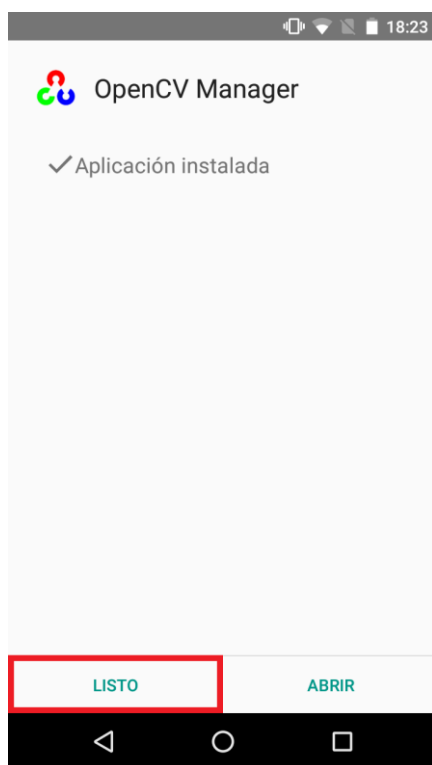 18:23
OpenCV Manager
Aplicación instalada
LISTO
ABRIR